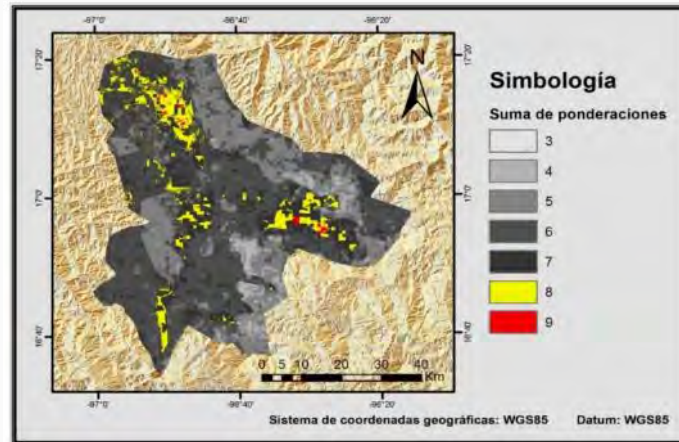 -97°0' -96°40' -96°20'
17°20' 17°20'
N
17°0' 17°0'
16°40' 16°40'
0 5 10 20 30 40
Km
-97°0' -96°40' -96°20'
Simbología
Suma de ponderaciones
3
4
5
6
7
8
9
Sistema de coordenadas geográficas: WGS85 Datum: WGS85